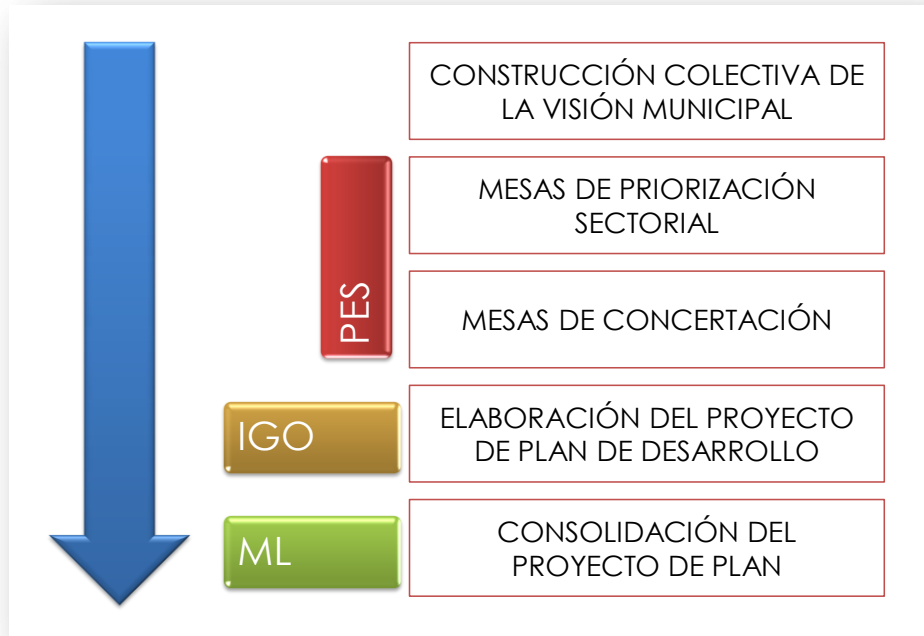 CONSTRUCCIÓN COLECTIVA DE
LA VISIÓN MUNICIPAL
PES
MESAS DE PRIORIZACIÓN
SECTORIAL
MESAS DE CONCERTACIÓN
IGO
ELABORACIÓN DEL PROYECTO
DE PLAN DE DESARROLLO
ML
CONSOLIDACIÓN DEL
PROYECTO DE PLAN